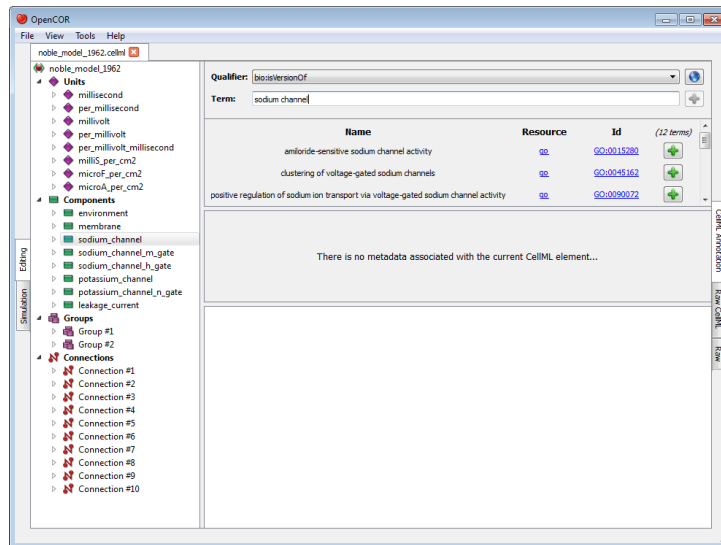 OpenCOR
File View Tools Help
noble_model_1962.cellml
noble_model_1962
Units
millisecond
per_millisecond
millivolt
per_millivolt
per_millivolt_millisecond
milliS_per_cm2
microF_per_cm2
microA_per_cm2
Components
environment
membrane
sodium_channel
sodium_channel_m_gate
sodium_channel_h_gate
potassium_channel
potassium_channel_n_gate
leakage_current
Groups
Group #1
Group #2
Connections
Connection #1
Connection #2
Connection #3
Connection #4
Connection #5
Connection #6
Connection #7
Connection #8
Connection #9
Connection #10
Editing
Simulation
Qualifier: bio:isVersionOf
Term: sodium channel
Name Resource Id (12 terms)
amiloride-sensitive sodium channel activity go GO:0015280
clustering of voltage-gated sodium channels go GO:0045162
positive regulation of sodium ion transport via voltage-gated sodium channel activity go GO:0090072
There is no metadata associated with the current CellML element...
CellML Annotation
Raw CellML
Raw